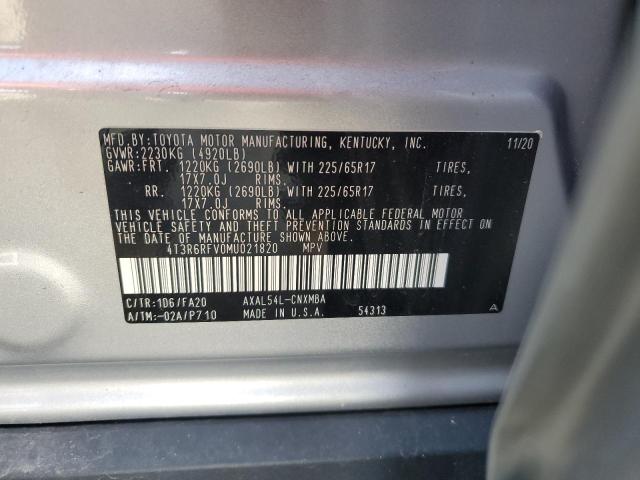 MFD.BY:TOYOTA MOTOR MANUFACTURING, KENTUCKY, INC. 11/20
GVWR:2230KG (4920LB)
GAWR:FRT. 1220KG (2690LB) WITH 225/65R17 TIRES,
17X7.0J RIMS.
RR. 1220KG (2690LB) WITH 225/65R17 TIRES,
17X7.0J RIMS.
THIS VEHICLE CONFORMS TO ALL APPLICABLE FEDERAL MOTOR
VEHICLE SAFETY AND THEFT PREVENTION STANDARDS IN EFFECT
ON THE DATE OF MANUFACTURE SHOWN ABOVE.
4T3R6RFV0MU021820 MPV
C/TR:1D6/FA20 AXAL54L-CNXMBA
A/TM:-02A/P710 MADE IN U.S.A. 54313 A